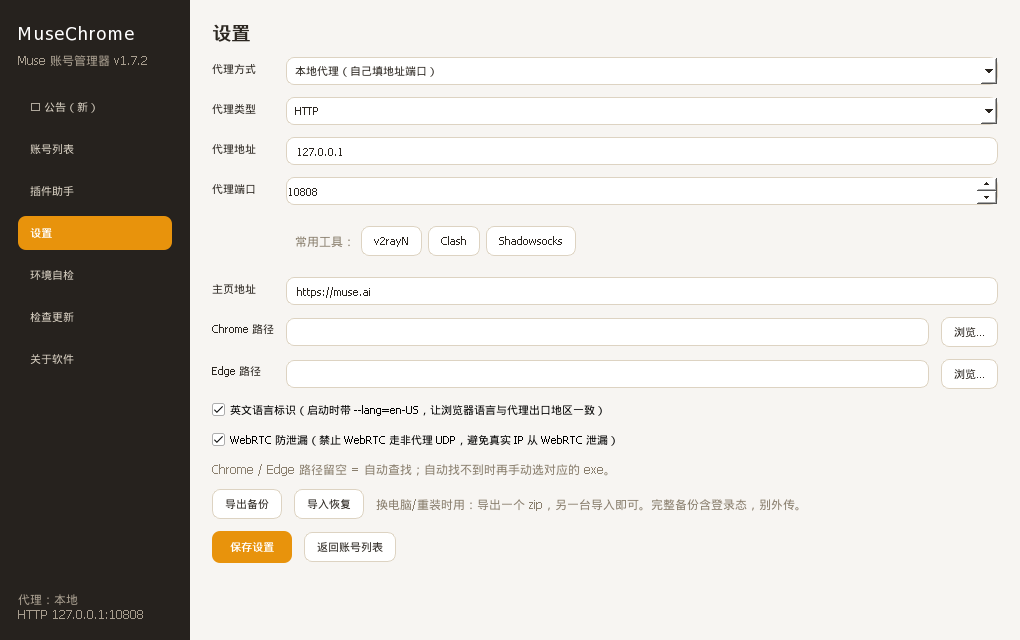 MuseChrome
Muse 账号管理器 v1.7.2
公告（新）
账号列表
插件助手
设置
环境自检
检查更新
关于软件
代理：本地
HTTP 127.0.0.1:10808
设置
代理方式 本地代理（自己填地址端口）
代理类型 HTTP
代理地址 127.0.0.1
代理端口 10808
常用工具： v2rayN Clash Shadowsocks
主页地址 https://muse.ai
Chrome 路径 浏览...
Edge 路径 浏览...
英文语言标识（启动时带 --lang=en-US，让浏览器语言与代理出口地区一致）
WebRTC 防泄漏（禁止 WebRTC 走非代理 UDP，避免真实 IP 从 WebRTC 泄漏）
Chrome / Edge 路径留空 = 自动查找；自动找不到时再手动选对应的 exe。
导出备份 导入恢复 换电脑/重装时用：导出一个 zip，另一台导入即可。完整备份含登录态，别外传。
保存设置 返回账号列表